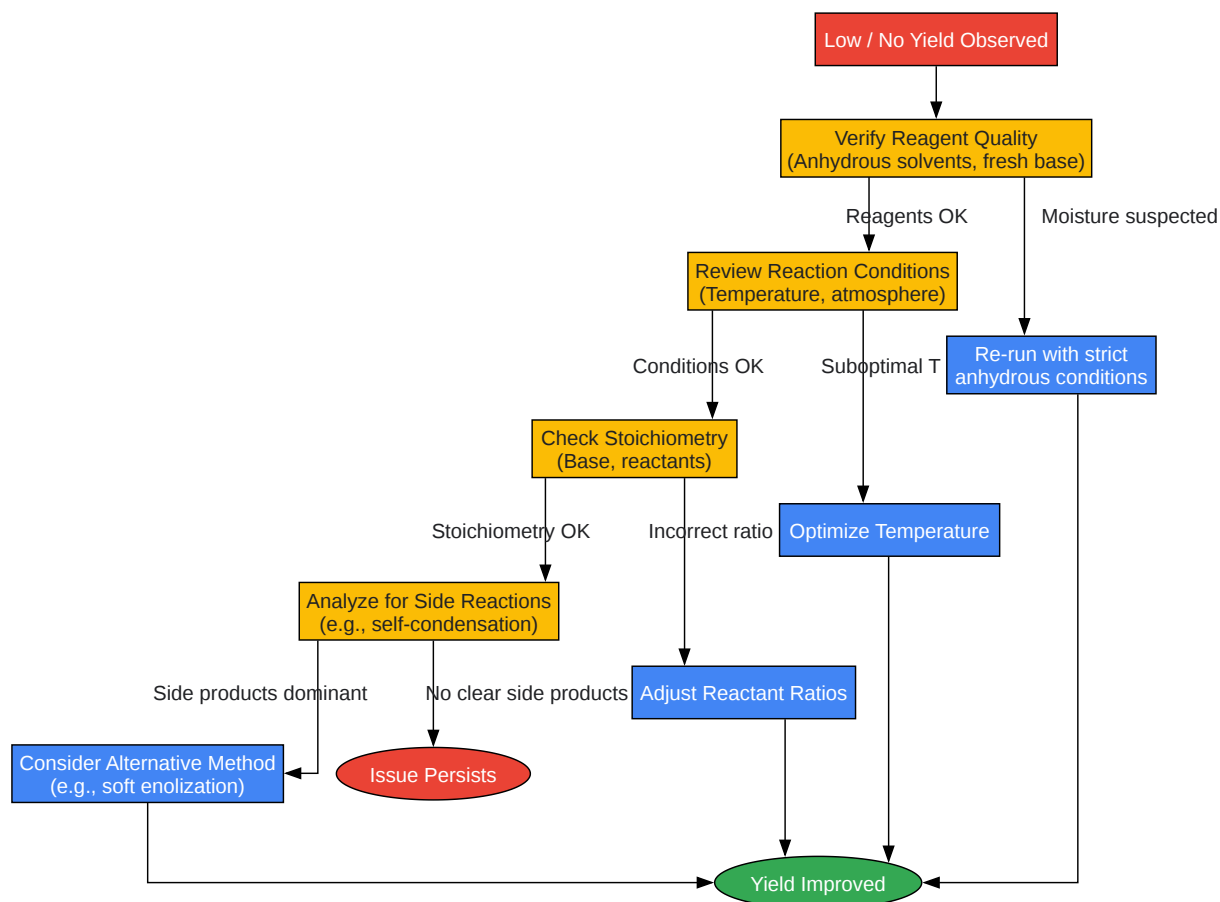 Low / No Yield Observed
Verify Reagent Quality
(Anhydrous solvents, fresh base)
Reagents OK
Moisture suspected
Review Reaction Conditions
(Temperature, atmosphere)
Conditions OK
Suboptimal T
Re-run with strict
anhydrous conditions
Check Stoichiometry
(Base, reactants)
Stoichiometry OK
Incorrect ratio
Optimize Temperature
Analyze for Side Reactions
(e.g., self-condensation)
Side products dominant
No clear side products
Adjust Reactant Ratios
Consider Alternative Method
(e.g., soft enolization)
Issue Persists
Yield Improved